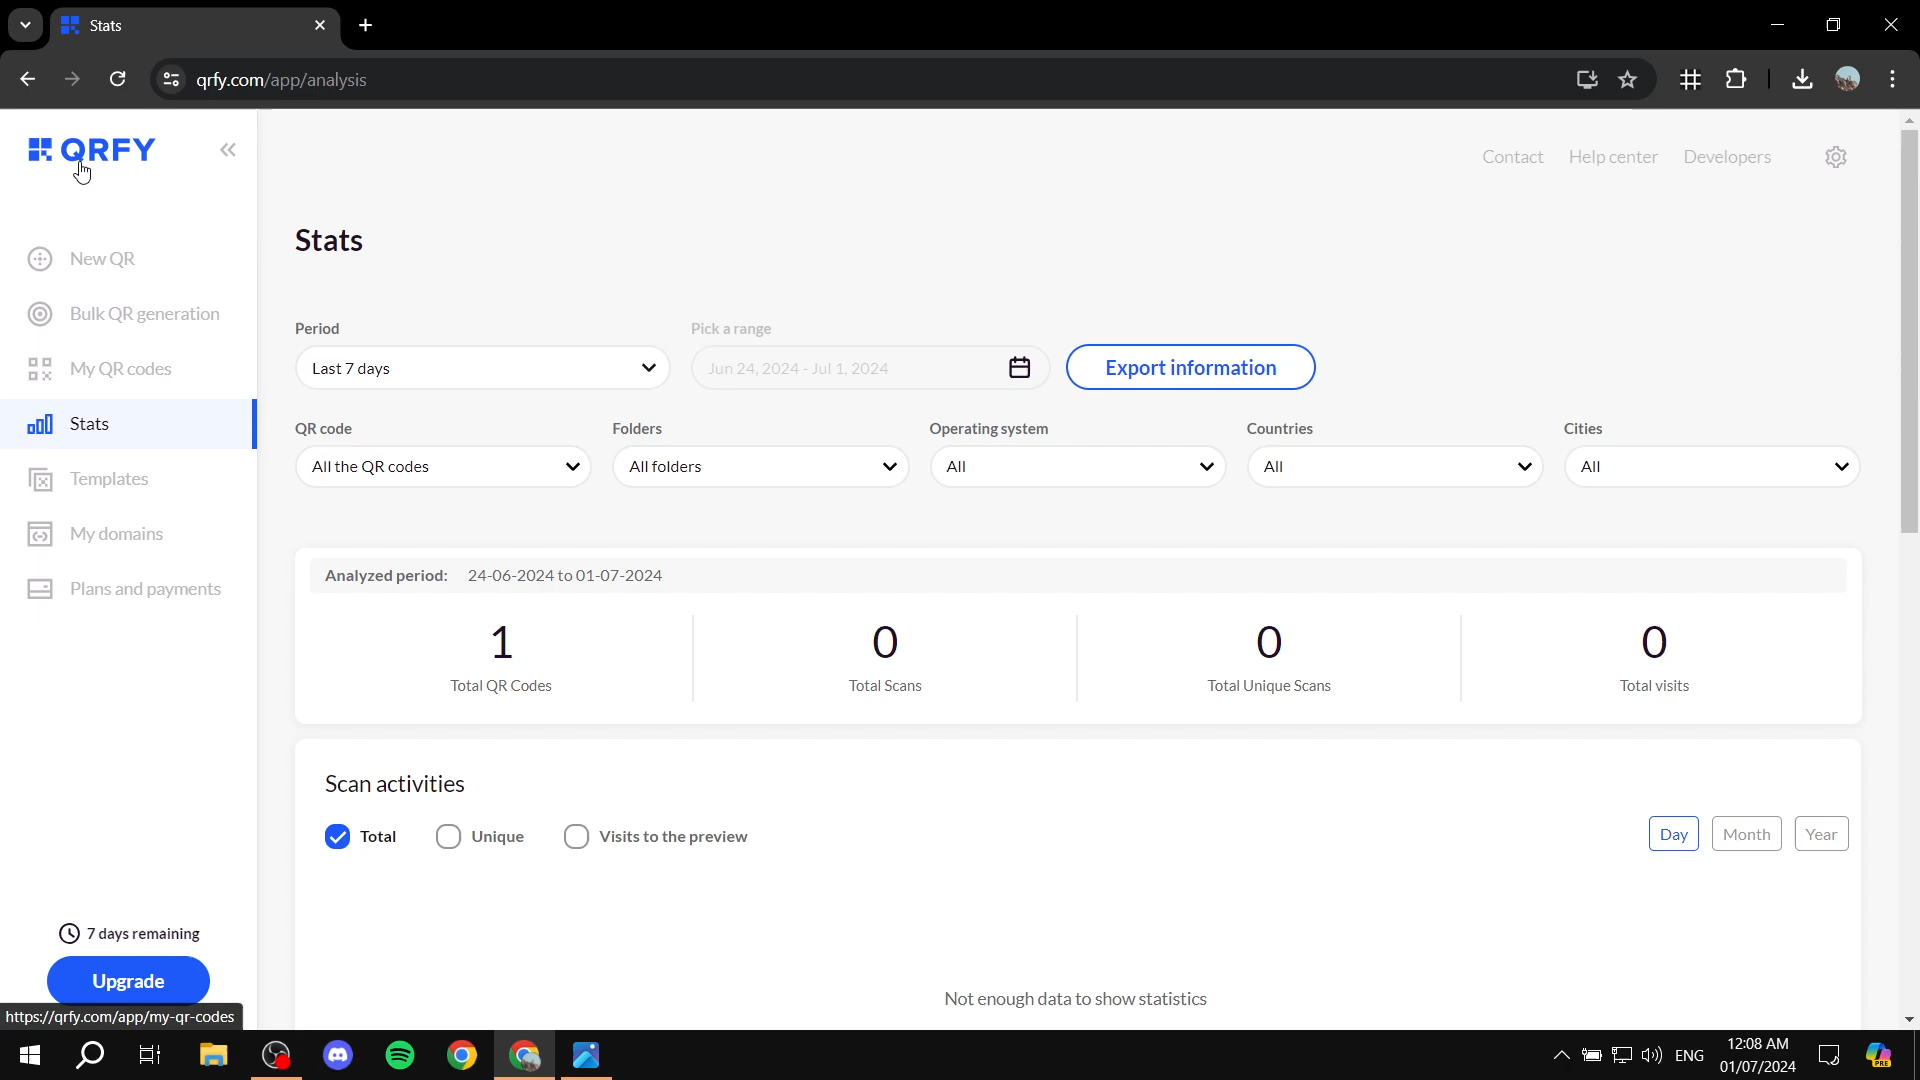 Stats
qrfy.com/app/analysis
QRFY
Contact
Help center
Developers
New QR
Bulk QR generation
My QR codes
Stats
Templates
My domains
Plans and payments
7 days remaining
Upgrade
https://qrfy.com/app/my-qr-codes
Stats
Period
Last 7 days
Pick a range
Jun 24, 2024 - Jul 1, 2024
Export information
QR code
All the QR codes
Folders
All folders
Operating system
All
Countries
All
Cities
All
Analyzed period: 24-06-2024 to 01-07-2024
1
Total QR Codes
0
Total Scans
0
Total Unique Scans
0
Total visits
Scan activities
Total
Unique
Visits to the preview
Day
Month
Year
Not enough data to show statistics
ENG
12:08 AM
01/07/2024
PRE